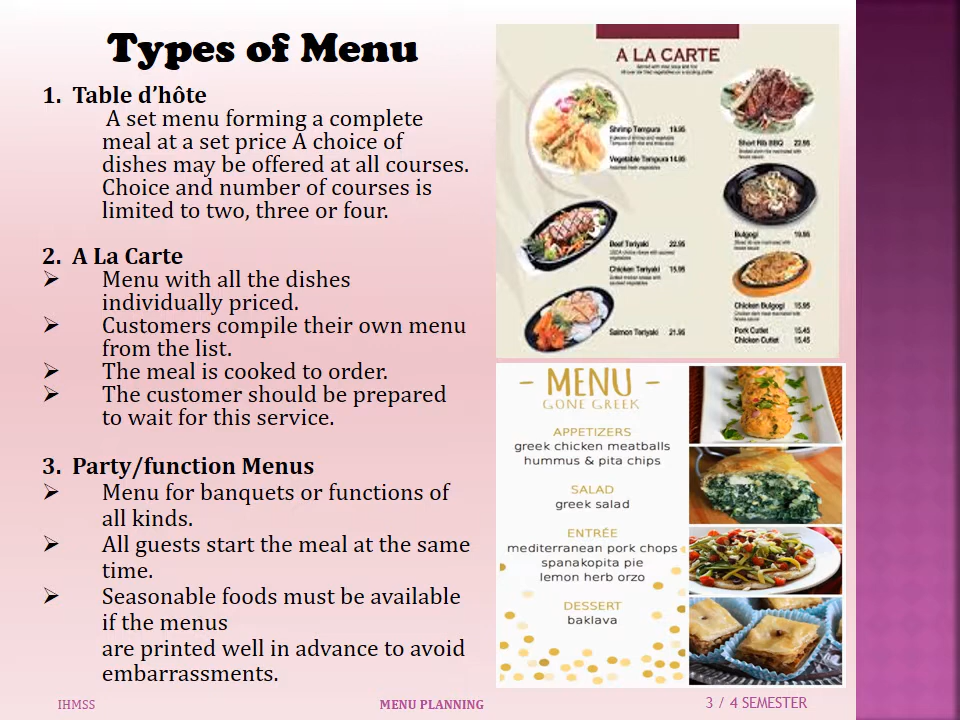 Types of Menu
1. Table d’hôte
A set menu forming a complete
meal at a set price A choice of
dishes may be offered at all courses.
Choice and number of courses is
limited to two, three or four.
2. A La Carte
➢ Menu with all the dishes
individually priced.
➢ Customers compile their own menu
from the list.
➢ The meal is cooked to order.
➢ The customer should be prepared
to wait for this service.
3. Party/function Menus
➢ Menu for banquets or functions of
all kinds.
➢ All guests start the meal at the same
time.
➢ Seasonable foods must be available
if the menus
are printed well in advance to avoid
embarrassments.
A LA CARTE
Shrimp Tempura 19.95
Vegetable Tempura 14.95
Beef Teriyaki 22.95
Chicken Teriyaki 15.95
Salmon Teriyaki 21.95
Short Rib BBQ 22.95
Bulgogi 19.95
Chicken Bulgogi 15.95
Pork Cutlet 15.45
Chicken Cutlet 15.45
- MENU -
GONE GREEK
APPETIZERS
greek chicken meatballs
hummus & pita chips
SALAD
greek salad
ENTRÉE
mediterranean pork chops
spanakopita pie
lemon herb orzo
DESSERT
baklava
IHMSS
MENU PLANNING
3 / 4 SEMESTER